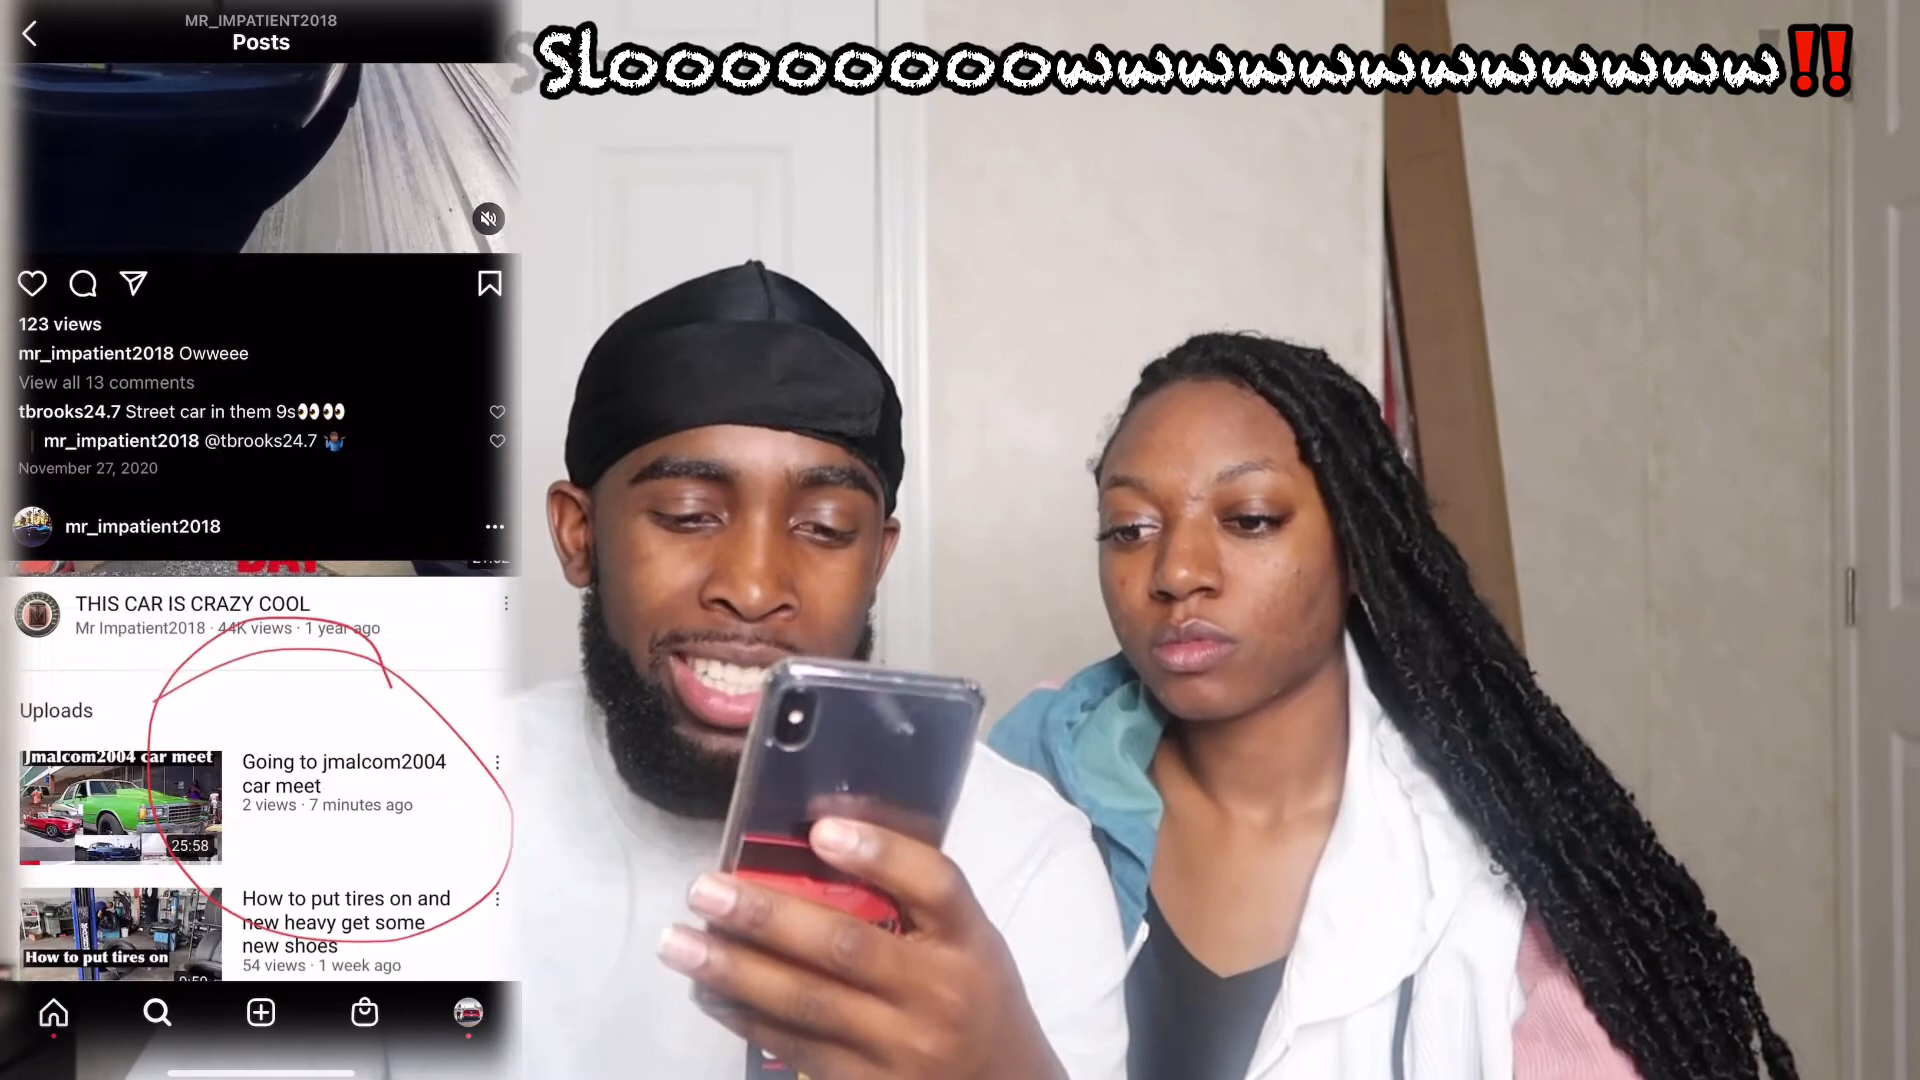 MR_IMPATIENT2018
Posts
Slooooooooowwwwwwwwwwww‼️
123 views
mr_impatient2018 Owweee
View all 13 comments
tbrooks24.7 Street car in them 9s👀👀
mr_impatient2018 @tbrooks24.7 🤷🏾‍♂️
November 27, 2020
mr_impatient2018
DAY
THIS CAR IS CRAZY COOL
Mr Impatient2018 · 44K views · 1 year ago
Uploads
Jmalcom2004 car meet
25:58
Going to jmalcom2004
car meet
2 views · 7 minutes ago
How to put tires on
How to put tires on and
new heavy get some
new shoes
54 views · 1 week ago